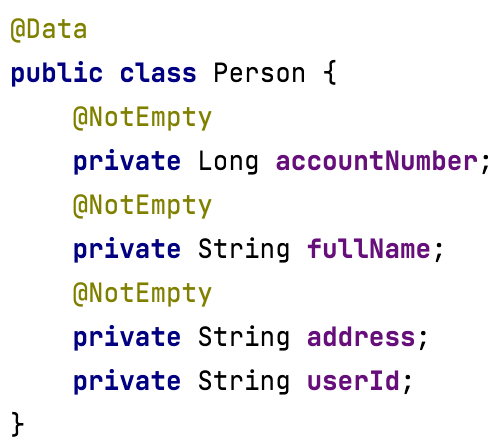 @Data
public class Person {
    @NotEmpty
    private Long accountNumber;
    @NotEmpty
    private String fullName;
    @NotEmpty
    private String address;
    private String userId;
}